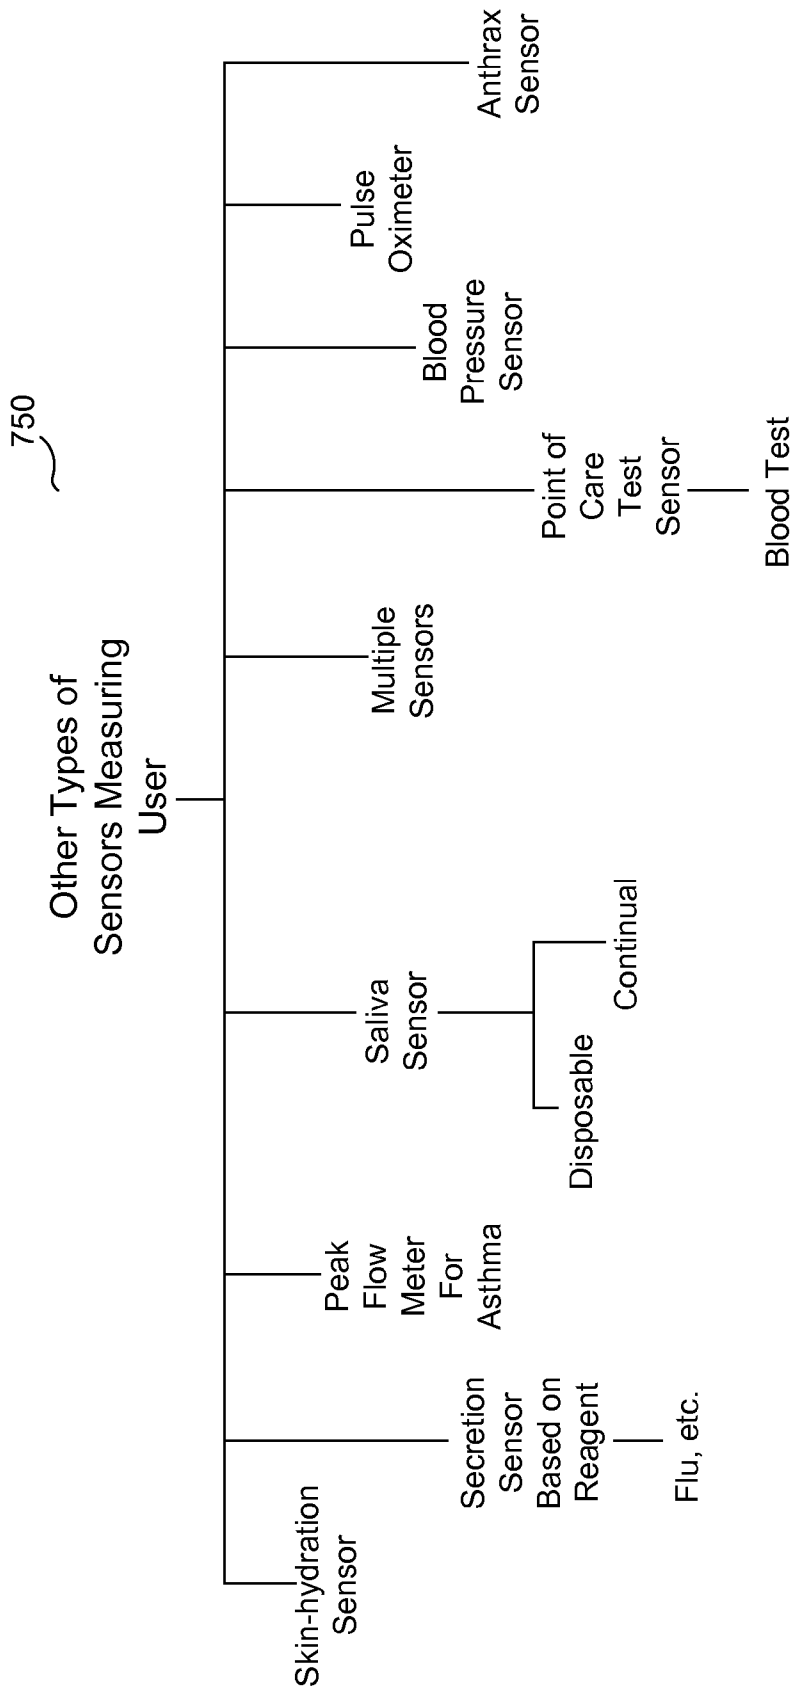 750
Other Types of
Sensors Measuring
User
Skin-hydration
Sensor
Secretion
Sensor
Based on
Reagent
Flu, etc.
Peak
Flow
Meter
For
Asthma
Saliva
Sensor
Disposable
Continual
Multiple
Sensors
Point of
Care
Test
Sensor
Blood Test
Blood
Pressure
Sensor
Pulse
Oximeter
Anthrax
Sensor